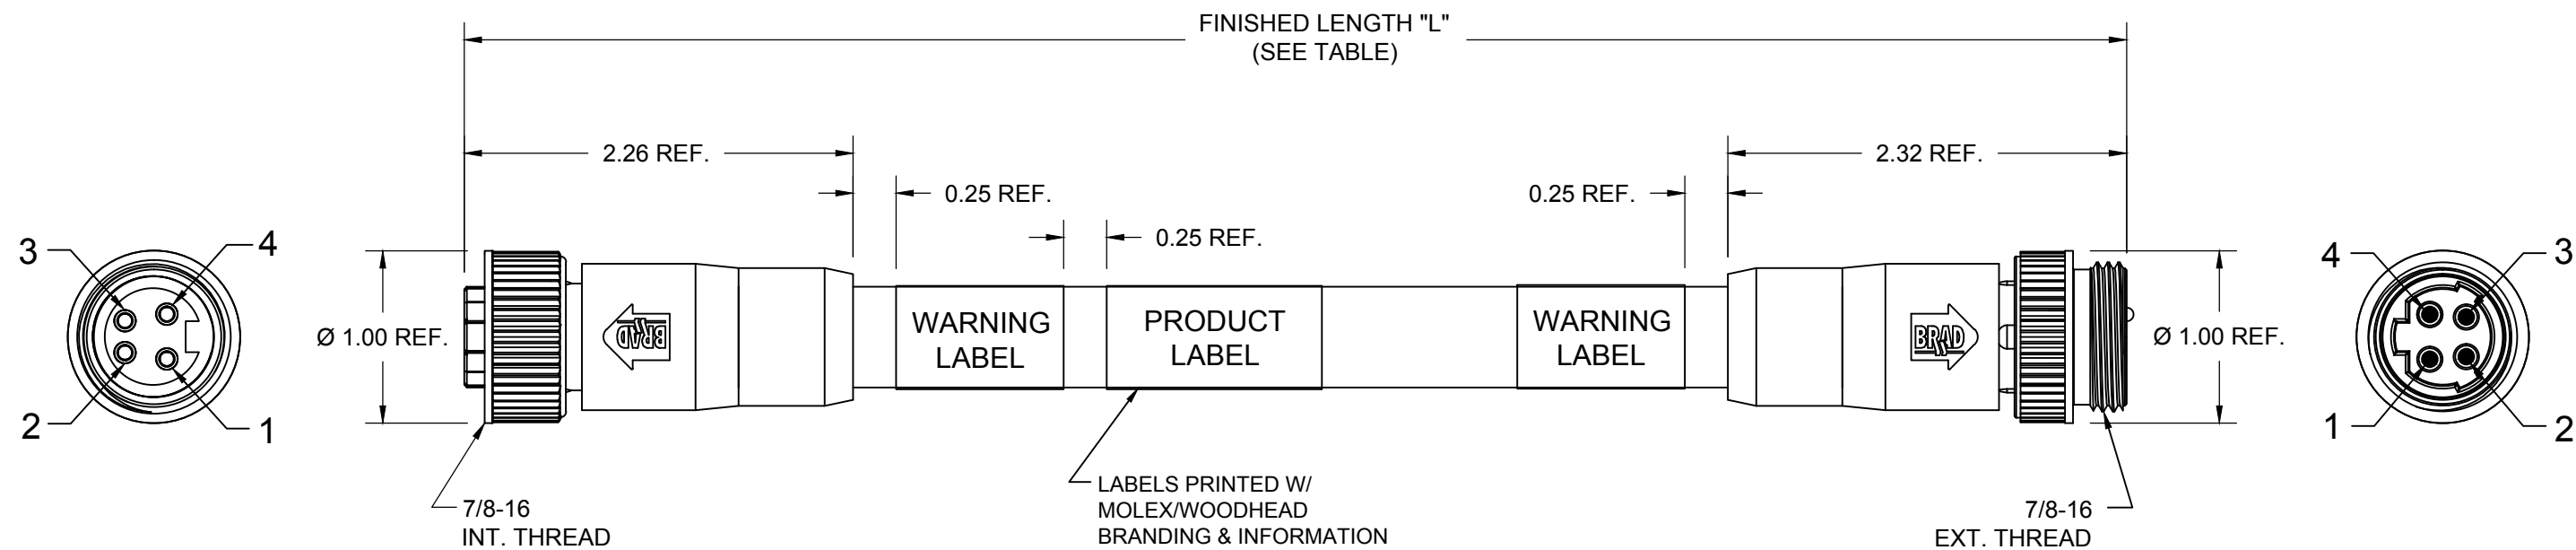 FINISHED LENGTH "L"
(SEE TABLE)
2.26 REF.
2.32 REF.
0.25 REF.
0.25 REF.
0.25 REF.
3
4
4
3
Ø 1.00 REF.
BRAD
WARNING
LABEL
PRODUCT
LABEL
WARNING
LABEL
BRAD
Ø 1.00 REF.
2
1
1
2
7/8-16
INT. THREAD
LABELS PRINTED W/
MOLEX/WOODHEAD
BRANDING & INFORMATION
7/8-16
EXT. THREAD